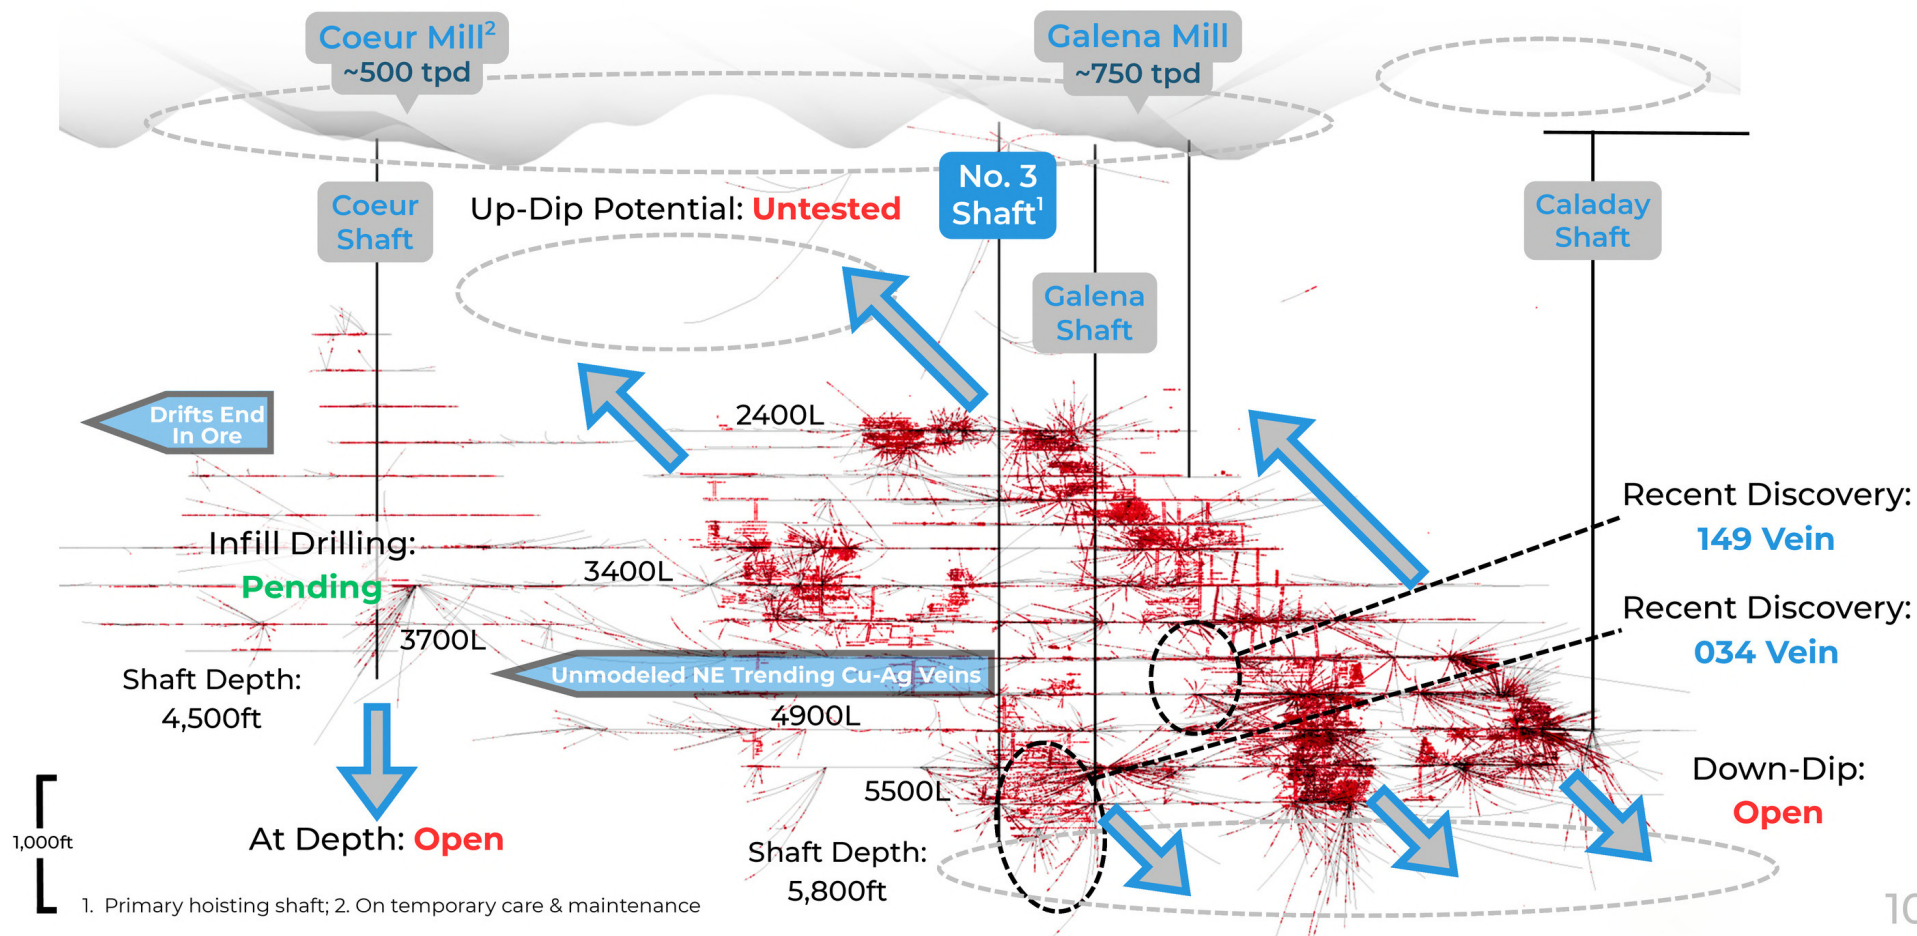 Coeur Mill²
~500 tpd
Galena Mill
~750 tpd
Coeur
Shaft
Up-Dip Potential: Untested
No. 3
Shaft¹
Galena
Shaft
Caladay
Shaft
Drifts End
In Ore
2400L
Recent Discovery:
149 Vein
Infill Drilling:
Pending
3400L
3700L
Recent Discovery:
034 Vein
Unmodeled NE Trending Cu-Ag Veins
Shaft Depth:
4,500ft
4900L
5500L
Down-Dip:
Open
1,000ft
At Depth: Open
Shaft Depth:
5,800ft
1. Primary hoisting shaft; 2. On temporary care & maintenance
10